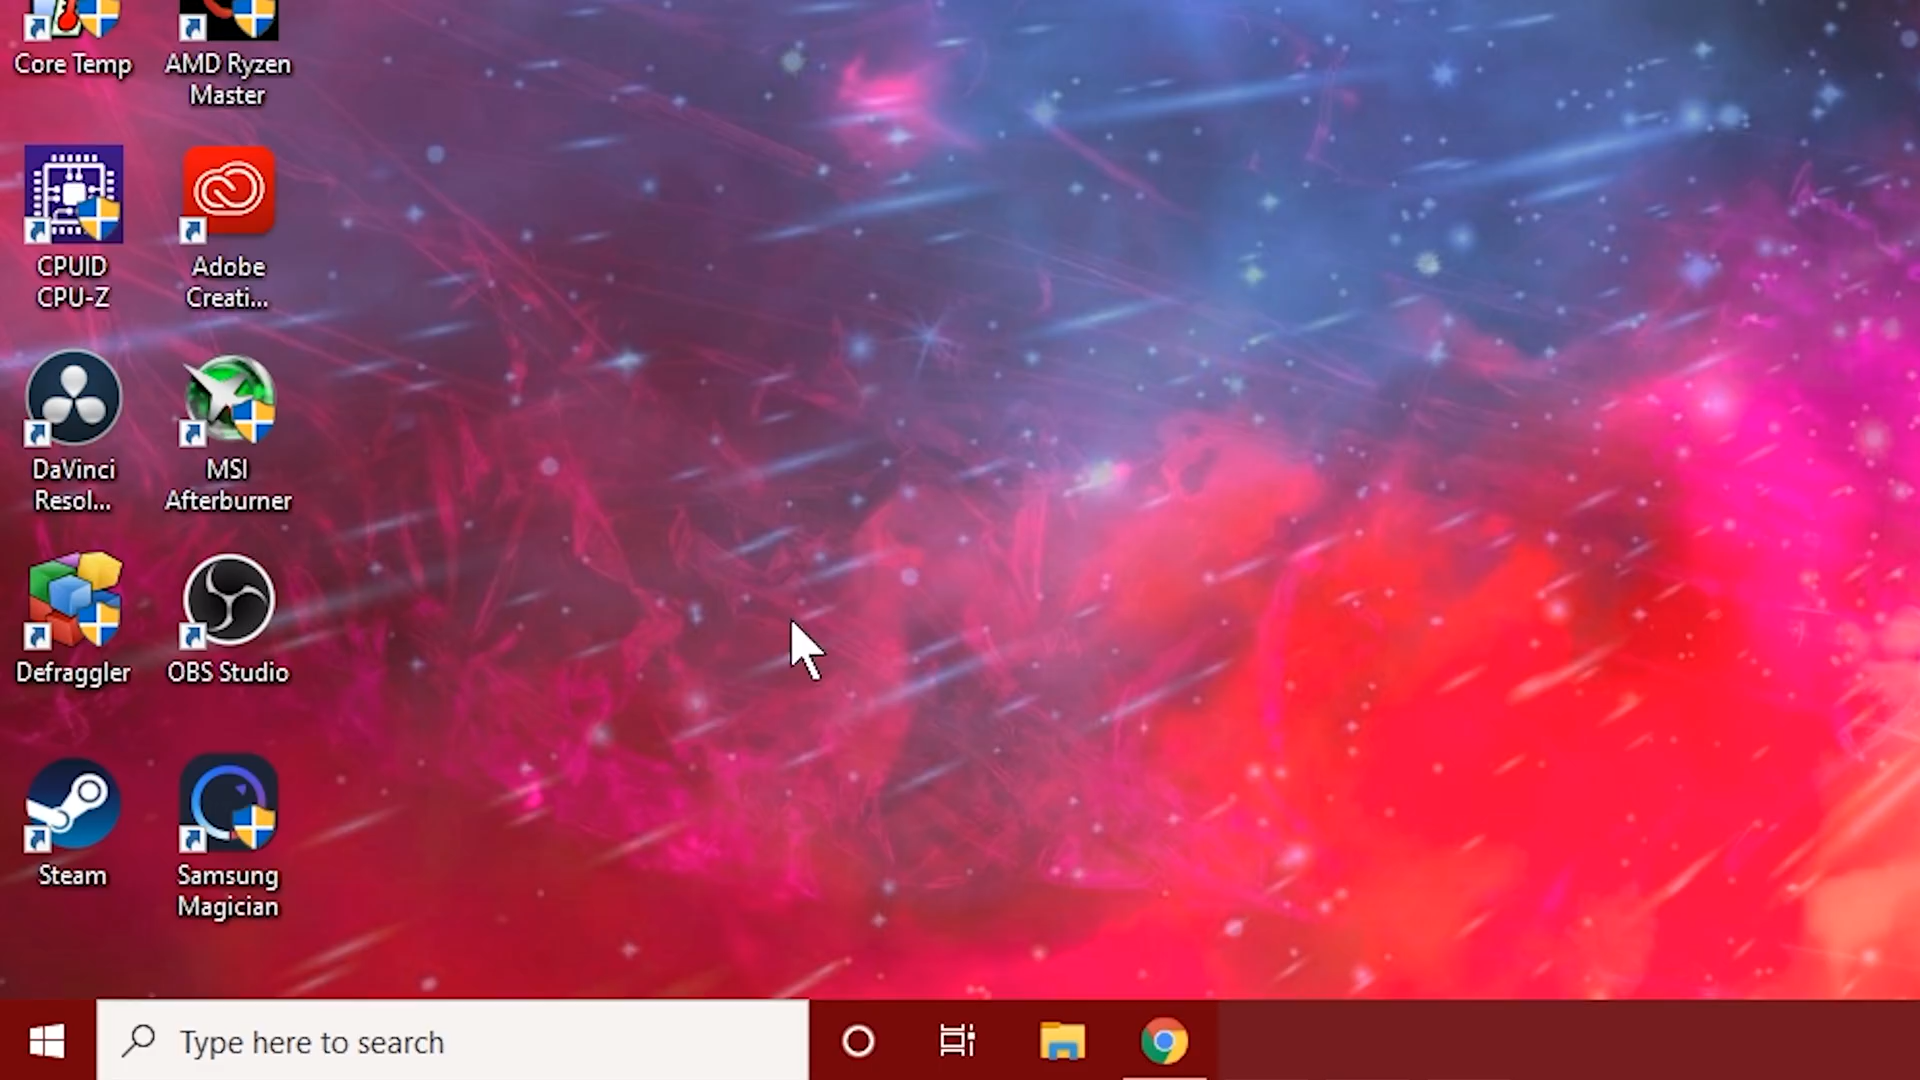 Core Temp
AMD Ryzen
Master
CPUID
CPU-Z
Adobe
Creati...
DaVinci
Resol...
MSI
Afterburner
Defraggler
OBS Studio
Steam
Samsung
Magician
Type here to search